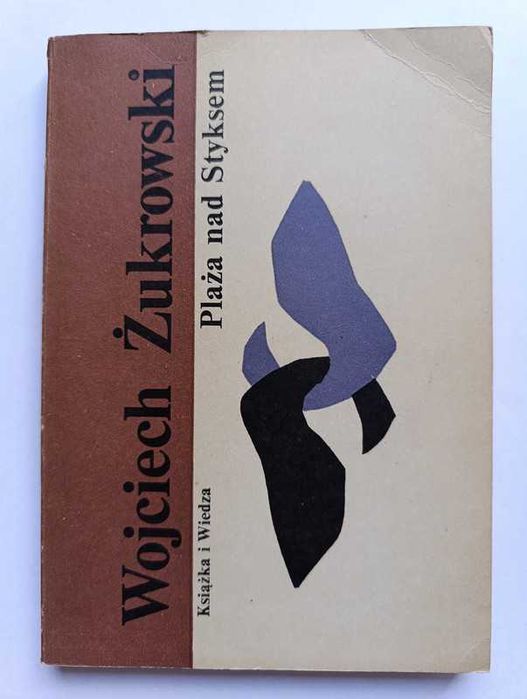 Wojciech Żukrowski
Plaża nad Styksem
Książka i Wiedza